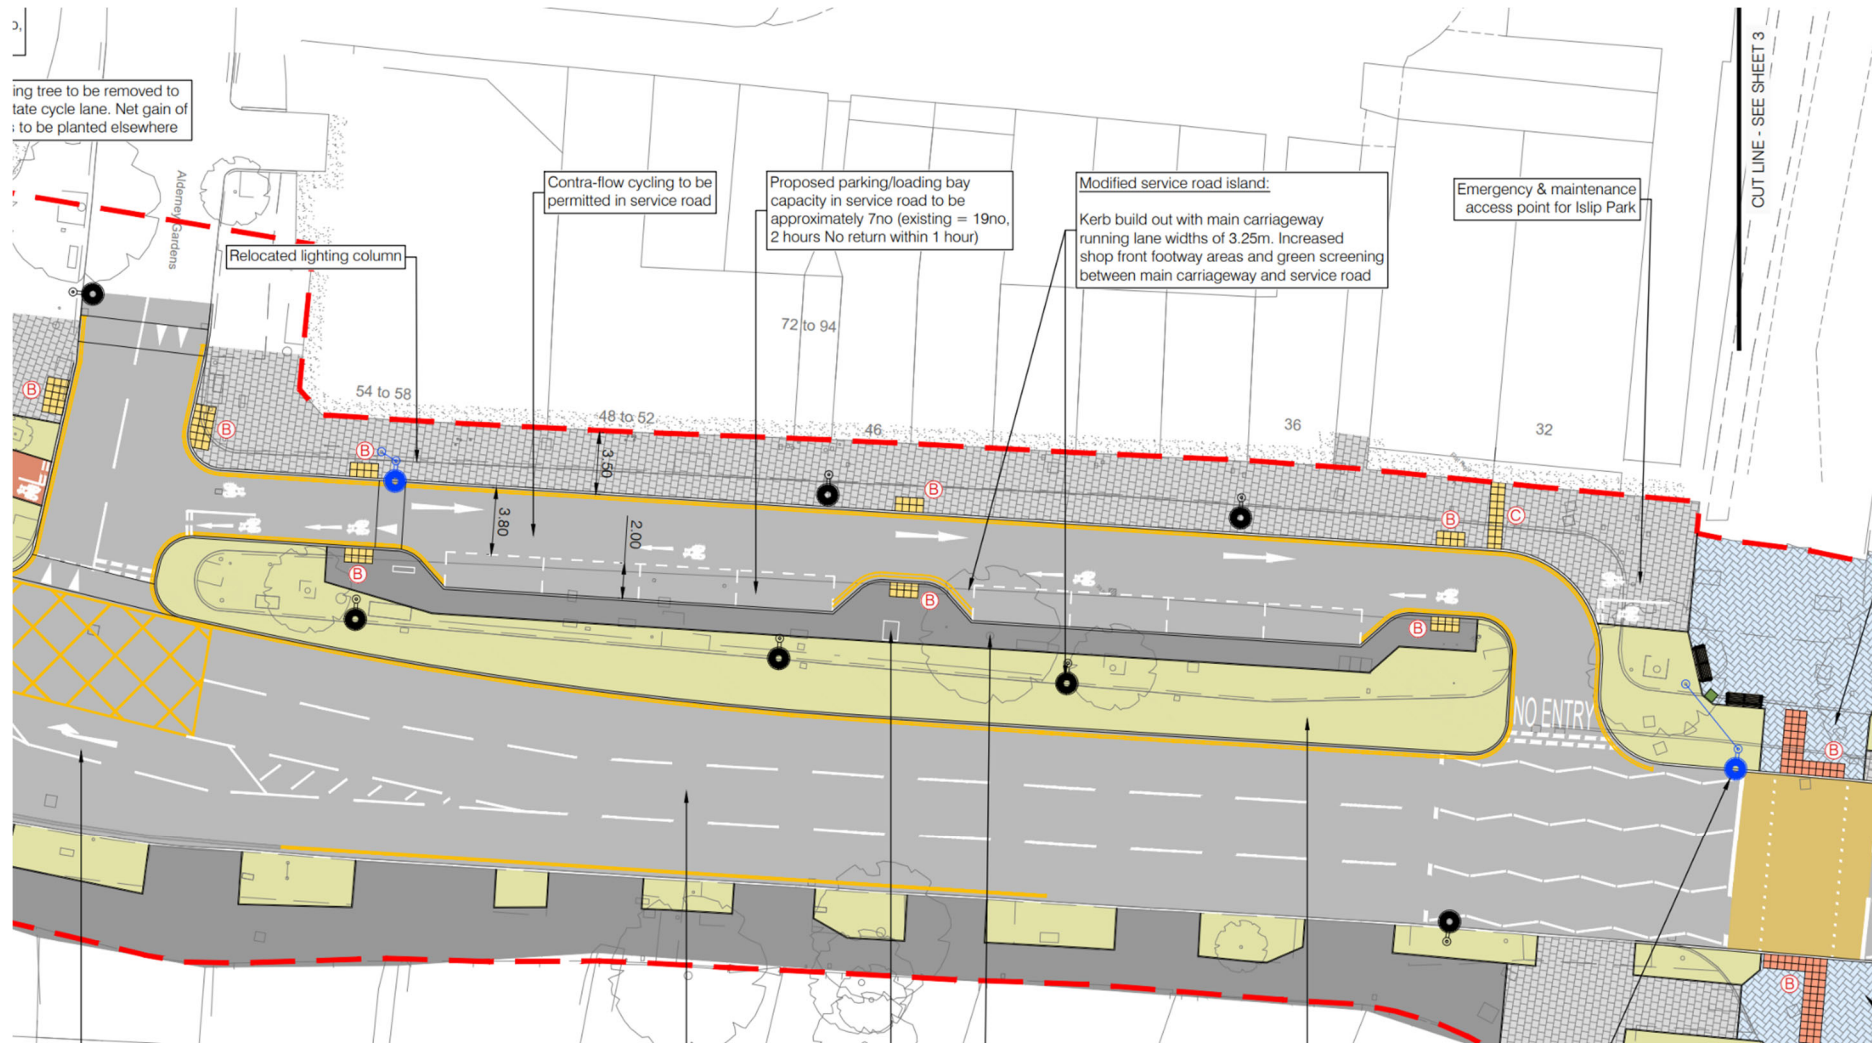 ing tree to be removed to
tate cycle lane. Net gain of
to be planted elsewhere
Alderney Gardens
Relocated lighting column
Contra-flow cycling to be
permitted in service road
Proposed parking/loading bay
capacity in service road to be
approximately 7no (existing = 19no,
2 hours No return within 1 hour)
Modified service road island:
Kerb build out with main carriageway
running lane widths of 3.25m. Increased
shop front footway areas and green screening
between main carriageway and service road
Emergency & maintenance
access point for Islip Park
CUT LINE - SEE SHEET 3
72 to 94
54 to 58
48 to 52
46
36
32
B
B
B
B
B
C
B
B
B
3.50
3.80
2.00
B
NO ENTRY
B
B